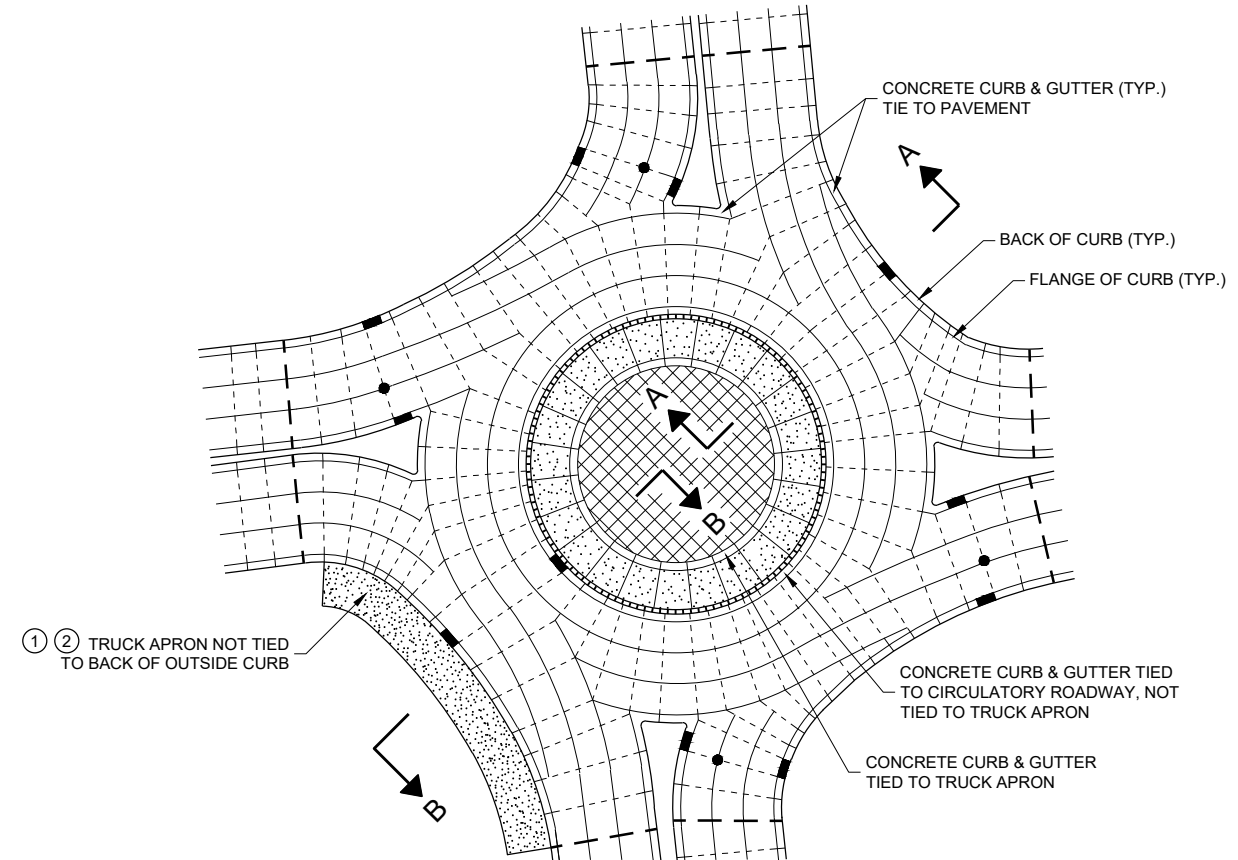 CONCRETE CURB & GUTTER (TYP.)
TIE TO PAVEMENT
A
BACK OF CURB (TYP.)
FLANGE OF CURB (TYP.)
A
B
1 2 TRUCK APRON NOT TIED
TO BACK OF OUTSIDE CURB
CONCRETE CURB & GUTTER TIED
TO CIRCULATORY ROADWAY, NOT
TIED TO TRUCK APRON
CONCRETE CURB & GUTTER
TIED TO TRUCK APRON
B